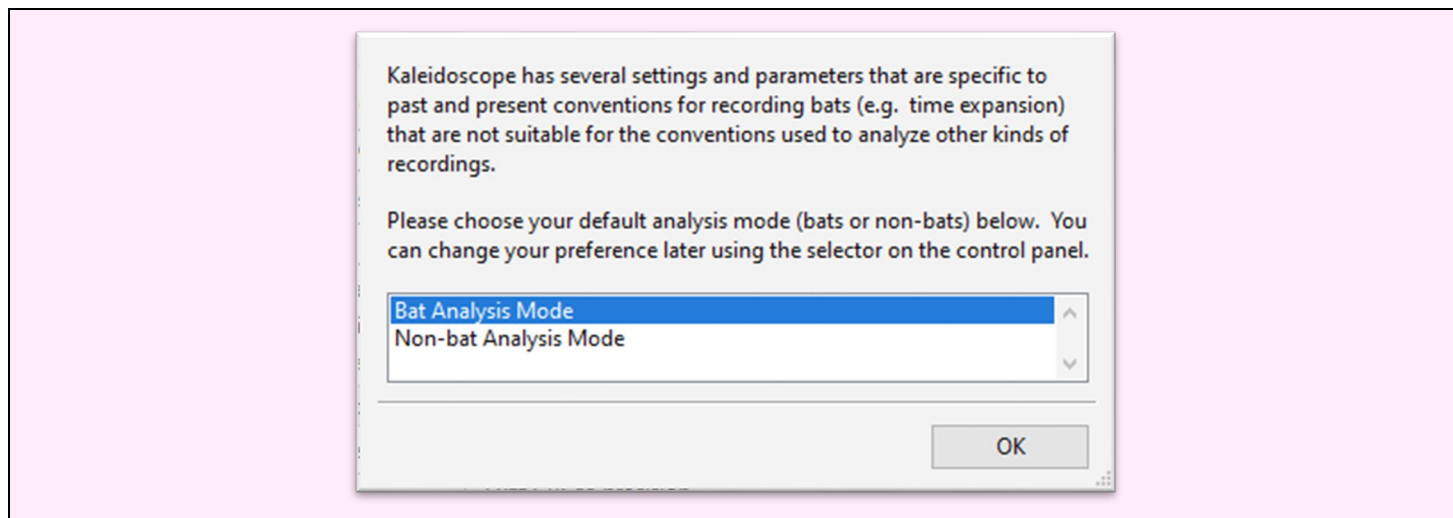 Kaleidoscope has several settings and parameters that are specific to
past and present conventions for recording bats (e.g.  time expansion)
that are not suitable for the conventions used to analyze other kinds of
recordings.
Please choose your default analysis mode (bats or non-bats) below.  You
can change your preference later using the selector on the control panel.
Bat Analysis Mode
Non-bat Analysis Mode
OK